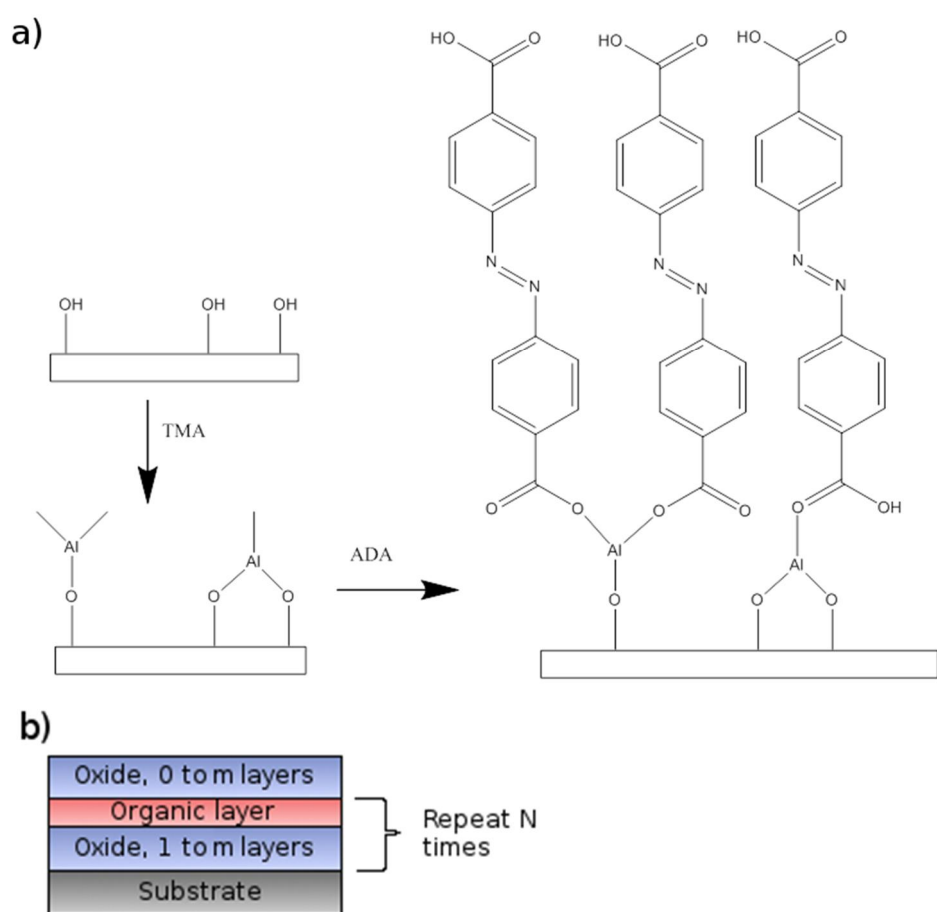 a)
HO O HO O HO O
N N N
N N N
OH OH OH
TMA
O O O O O OH
Al Al
ADA
Al Al
O O O
O O O
b)
Oxide, 0 to m layers
Organic layer
Oxide, 1 to m layers
Substrate
Repeat N
times